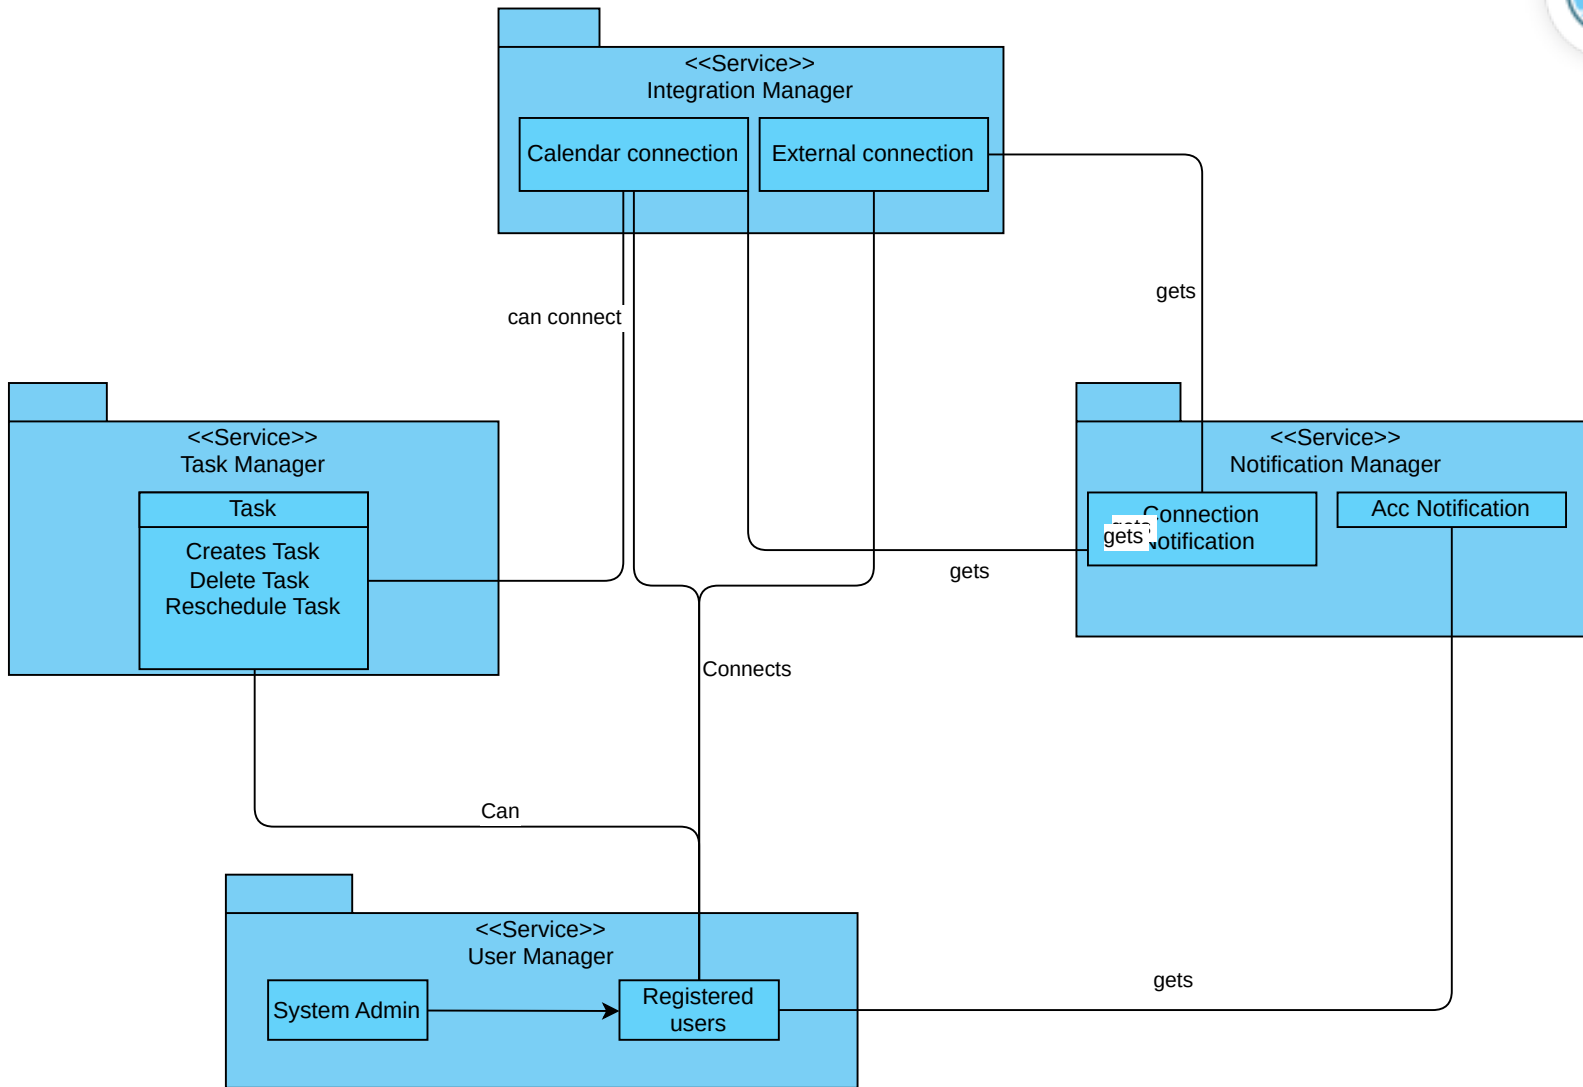 <<Service>>
Integration Manager
Calendar connection
External connection
gets
can connect
<<Service>>
Task Manager
Task
Creates Task
Delete Task
Reschedule Task
<<Service>>
Notification Manager
Connection
Notification
gets
Acc Notification
gets
Connects
Can
<<Service>>
User Manager
System Admin
Registered
users
gets